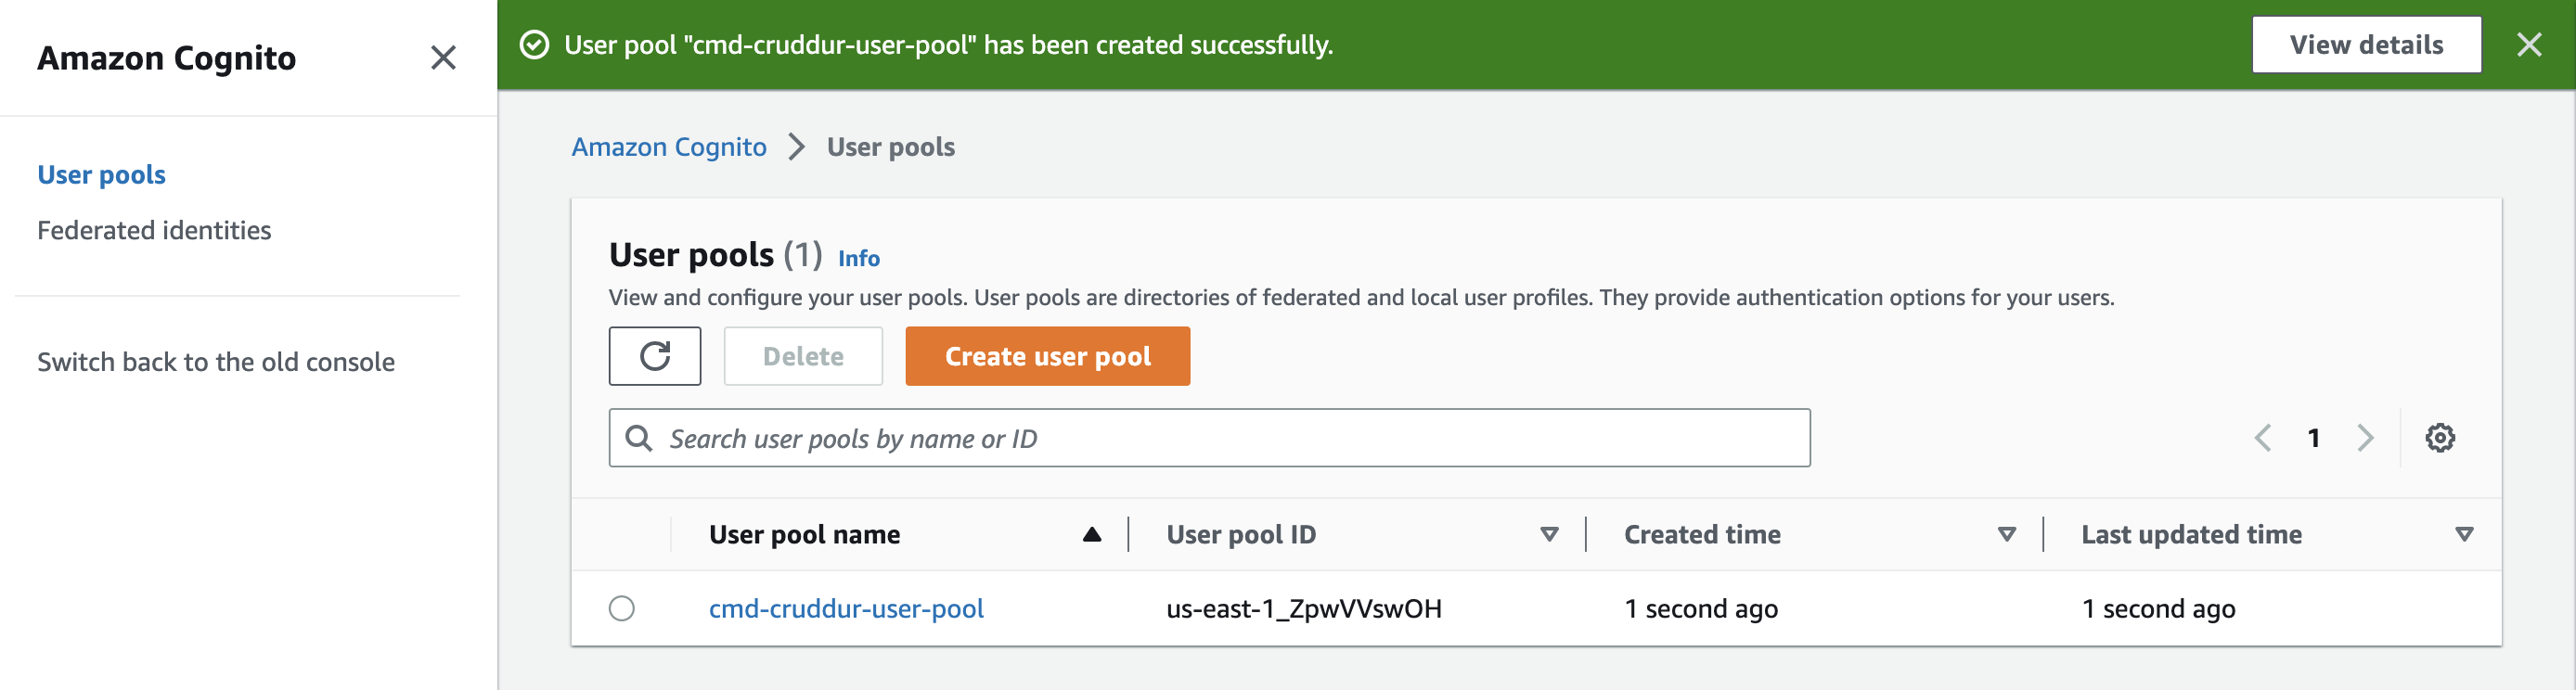 Amazon Cognito
User pools
Federated identities
Switch back to the old console
User pool "cmd-cruddur-user-pool" has been created successfully.
View details
Amazon Cognito > User pools
User pools (1) Info
View and configure your user pools. User pools are directories of federated and local user profiles. They provide authentication options for your users.
Delete Create user pool
Search user pools by name or ID
1
User pool name User pool ID Created time Last updated time
cmd-cruddur-user-pool us-east-1_ZpwVVswOH 1 second ago 1 second ago